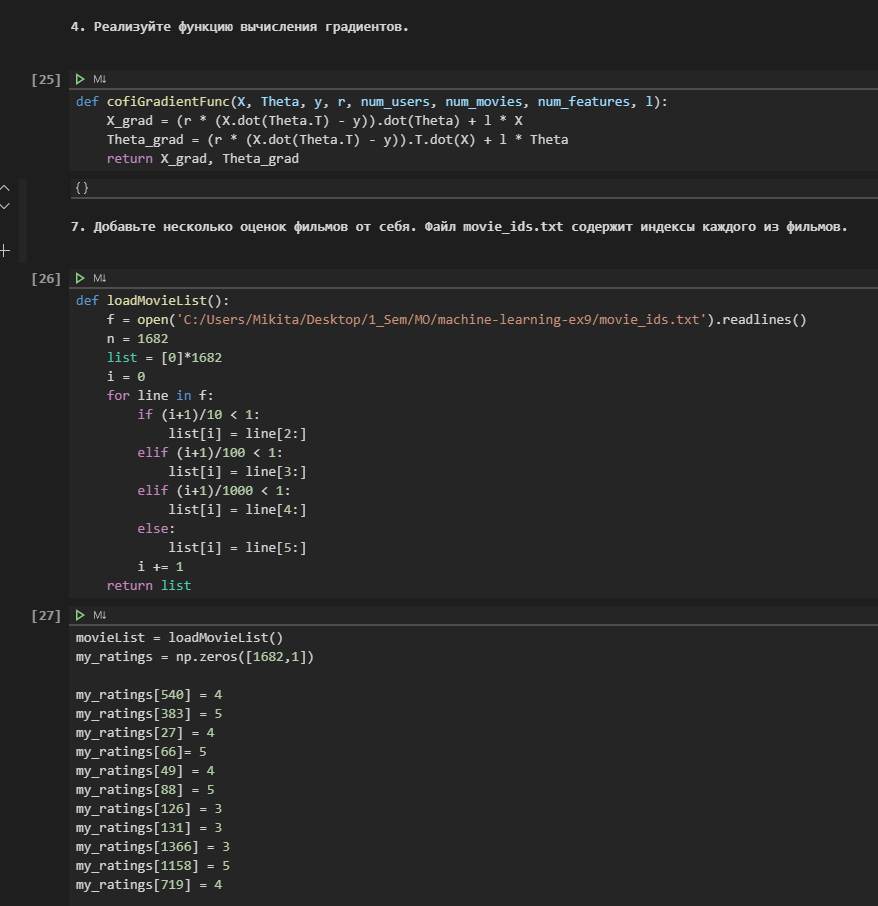 4. Реализуйте функцию вычисления градиентов.
[25] M↓
def cofiGradientFunc(X, Theta, y, r, num_users, num_movies, num_features, l):
    X_grad = (r * (X.dot(Theta.T) - y)).dot(Theta) + l * X
    Theta_grad = (r * (X.dot(Theta.T) - y)).T.dot(X) + l * Theta
    return X_grad, Theta_grad
{}
7. Добавьте несколько оценок фильмов от себя. Файл movie_ids.txt содержит индексы каждого из фильмов.
[26] M↓
def loadMovieList():
    f = open('C:/Users/Mikita/Desktop/1_Sem/MO/machine-learning-ex9/movie_ids.txt').readlines()
    n = 1682
    list = [0]*1682
    i = 0
    for line in f:
        if (i+1)/10 < 1:
            list[i] = line[2:]
        elif (i+1)/100 < 1:
            list[i] = line[3:]
        elif (i+1)/1000 < 1:
            list[i] = line[4:]
        else:
            list[i] = line[5:]
        i += 1
    return list
[27] M↓
movieList = loadMovieList()
my_ratings = np.zeros([1682,1])
my_ratings[540] = 4
my_ratings[383] = 5
my_ratings[27] = 4
my_ratings[66]= 5
my_ratings[49] = 4
my_ratings[88] = 5
my_ratings[126] = 3
my_ratings[131] = 3
my_ratings[1366] = 3
my_ratings[1158] = 5
my_ratings[719] = 4